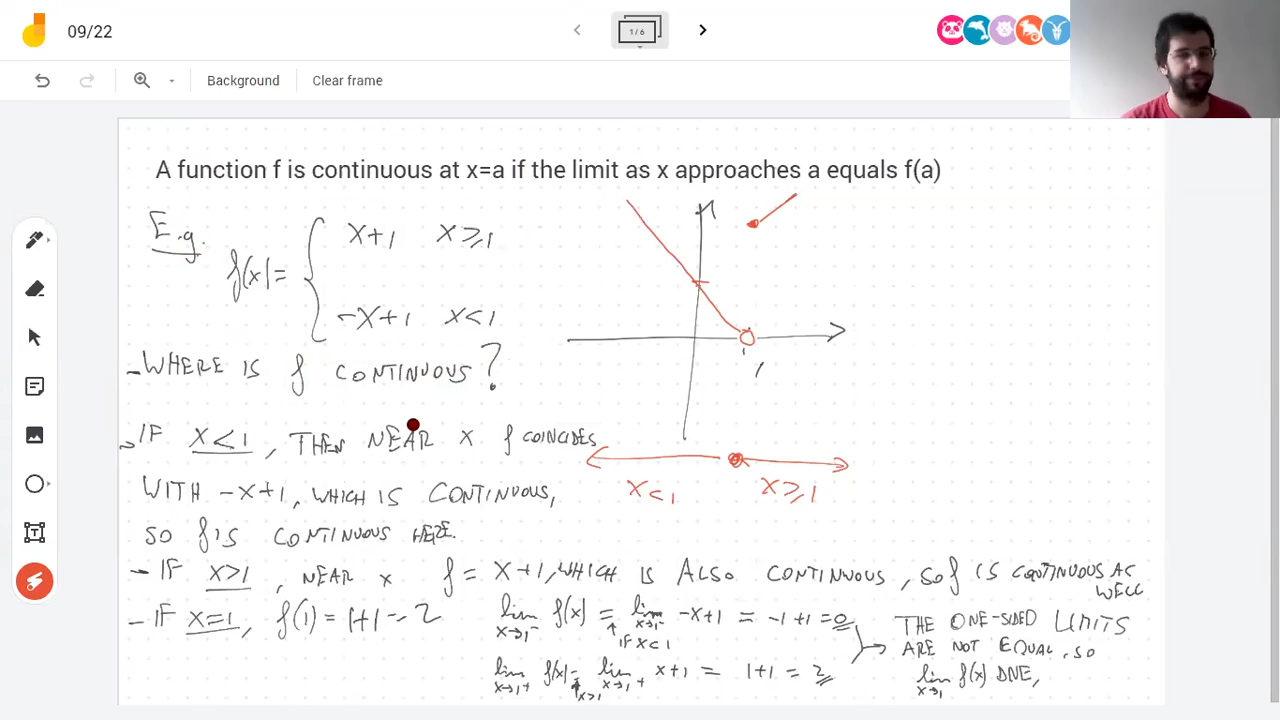 09/22
1/6
Background
Clear frame
A function f is continuous at x=a if the limit as x approaches a equals f(a)
E.g.
f(x)= { x+1 x≥1
-x+1 x<1
- WHERE IS f CONTINUOUS?
- IF x<1, THEN NEAR x f COINCIDES
WITH -x+1, WHICH IS CONTINUOUS,
SO f IS CONTINUOUS HERE.
x<1 x≥1
- IF x>1, NEAR x f = x+1, WHICH IS ALSO CONTINUOUS, SO f IS CONTINUOUS AS
WELL
- IF x=1, f(1) = 1+1 = 2
lim x→1⁻ f(x) = lim x→1⁻ -x+1 = -1+1 = 0
IF x<1
lim x→1+ f(x) = lim x→1+ x+1 = 1+1 = 2
x>1
THE ONE-SIDED LIMITS
ARE NOT EQUAL, SO
lim x→1 f(x) DNE,